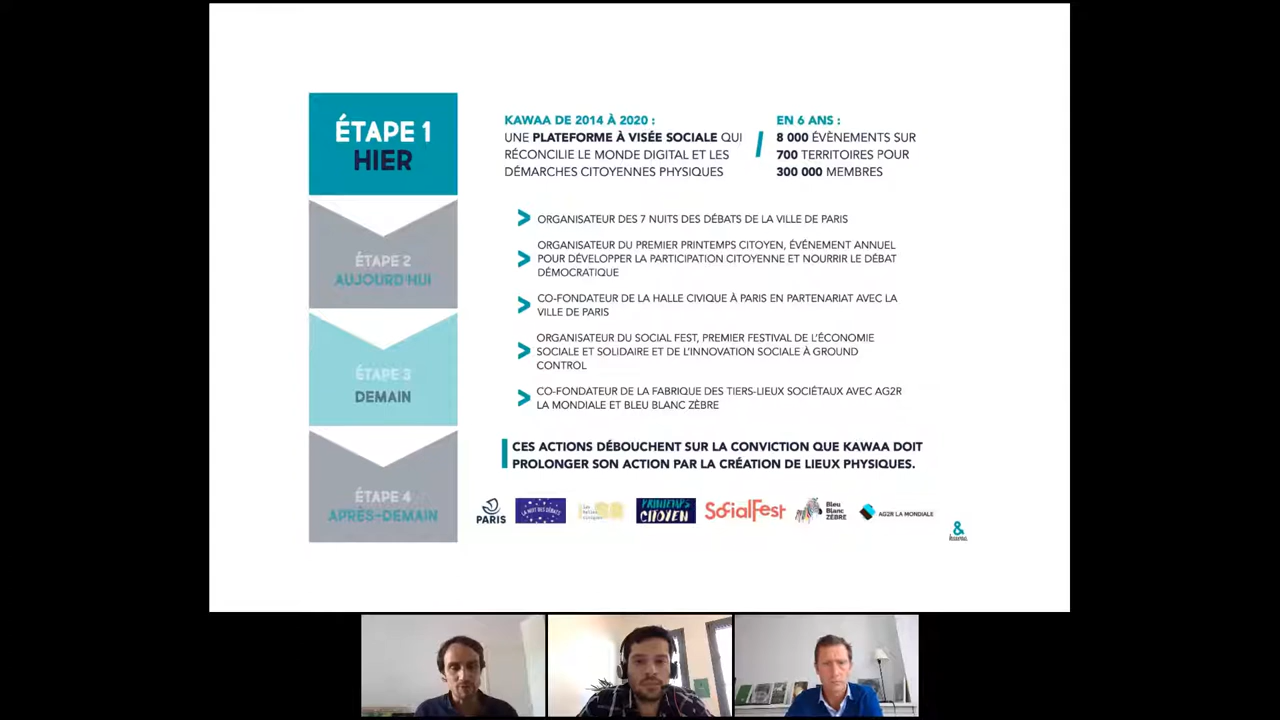 ÉTAPE 1
HIER
ÉTAPE 2
AUJOURD'HUI
ÉTAPE 3
DEMAIN
ÉTAPE 4
APRÈS-DEMAIN
KAWAA DE 2014 À 2020 :
UNE PLATEFORME À VISÉE SOCIALE QUI
RÉCONCILIE LE MONDE DIGITAL ET LES
DÉMARCHES CITOYENNES PHYSIQUES
/
EN 6 ANS :
8 000 ÉVÈNEMENTS SUR
700 TERRITOIRES POUR
300 000 MEMBRES
> ORGANISATEUR DES 7 NUITS DES DÉBATS DE LA VILLE DE PARIS
> ORGANISATEUR DU PREMIER PRINTEMPS CITOYEN, ÉVÉNEMENT ANNUEL
POUR DÉVELOPPER LA PARTICIPATION CITOYENNE ET NOURRIR LE DÉBAT
DÉMOCRATIQUE
> CO-FONDATEUR DE LA HALLE CIVIQUE À PARIS EN PARTENARIAT AVEC LA
VILLE DE PARIS
> ORGANISATEUR DU SOCIAL FEST, PREMIER FESTIVAL DE L'ÉCONOMIE
SOCIALE ET SOLIDAIRE ET DE L'INNOVATION SOCIALE À GROUND
CONTROL
> CO-FONDATEUR DE LA FABRIQUE DES TIERS-LIEUX SOCIÉTAUX AVEC AG2R
LA MONDIALE ET BLEU BLANC ZÈBRE
CES ACTIONS DÉBOUCHENT SUR LA CONVICTION QUE KAWAA DOIT
PROLONGER SON ACTION PAR LA CRÉATION DE LIEUX PHYSIQUES.
PARIS
LA NUIT DES DÉBATS
PRINTEMPS
CITOYEN
SocialFest
Bleu
Blanc
ZÈBRE
AG2R LA MONDIALE
&
kawaa